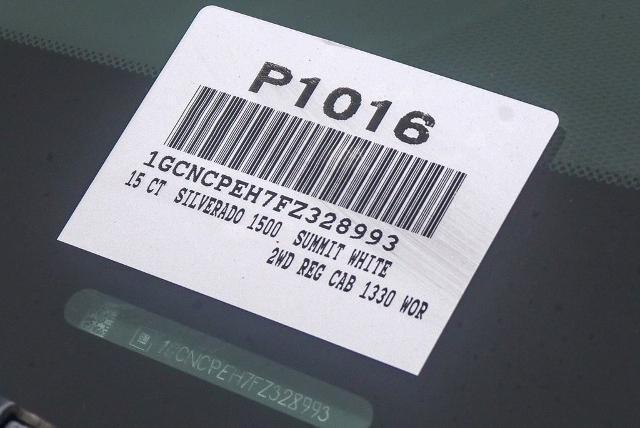 P1016
1GCNCPEH7FZ328993
15 CT SILVERADO 1500 SUMMIT WHITE
2WD REG CAB 1330 WOR
1GCNCPEH7FZ328993